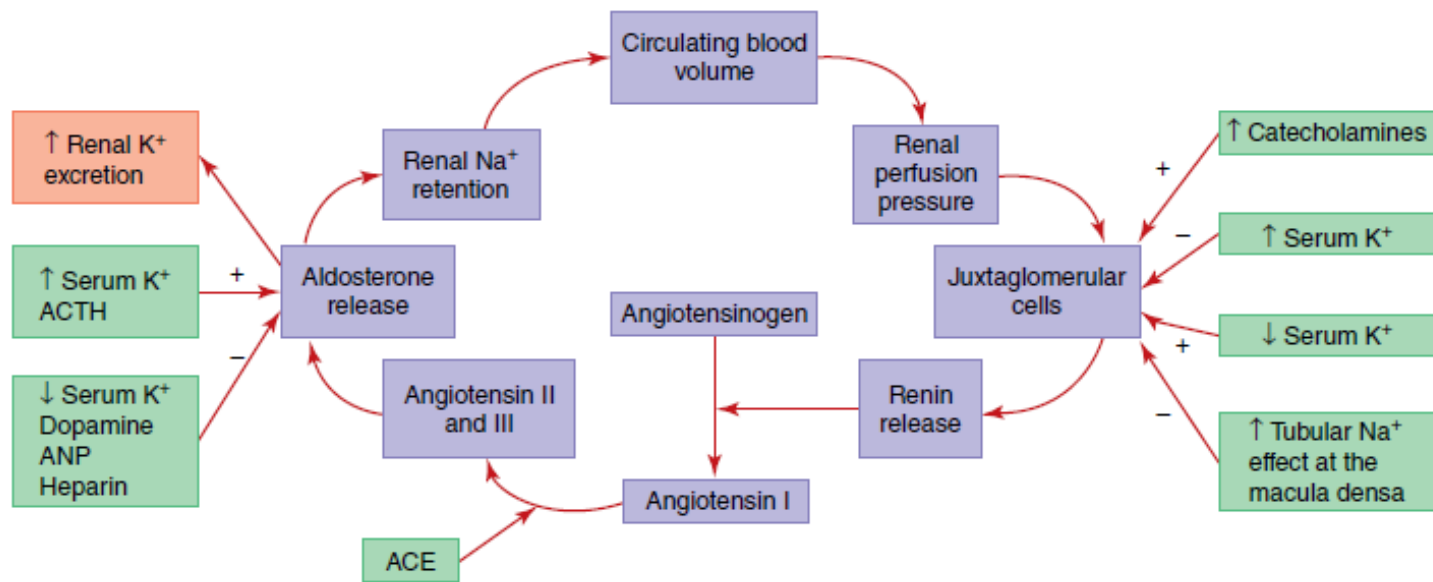 Circulating blood
volume
↑ Renal K⁺
excretion
Renal Na⁺
retention
Renal
perfusion
pressure
↑ Catecholamines
+
−
↑ Serum K⁺
↑ Serum K⁺
ACTH
+
Aldosterone
release
Juxtaglomerular
cells
Angiotensinogen
↓ Serum K⁺
+
−
↓ Serum K⁺
Dopamine
ANP
Heparin
−
Angiotensin II
and III
Renin
release
↑ Tubular Na⁺
effect at the
macula densa
Angiotensin I
ACE